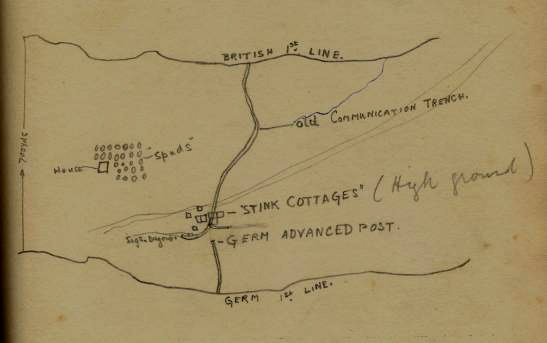 BRITISH 1st LINE.
OLD COMMUNICATION TRENCH.
"Spuds"
HOUSE
"STINK COTTAGES" (High ground)
GERM ADVANCED POST.
GERM 1st LINE.